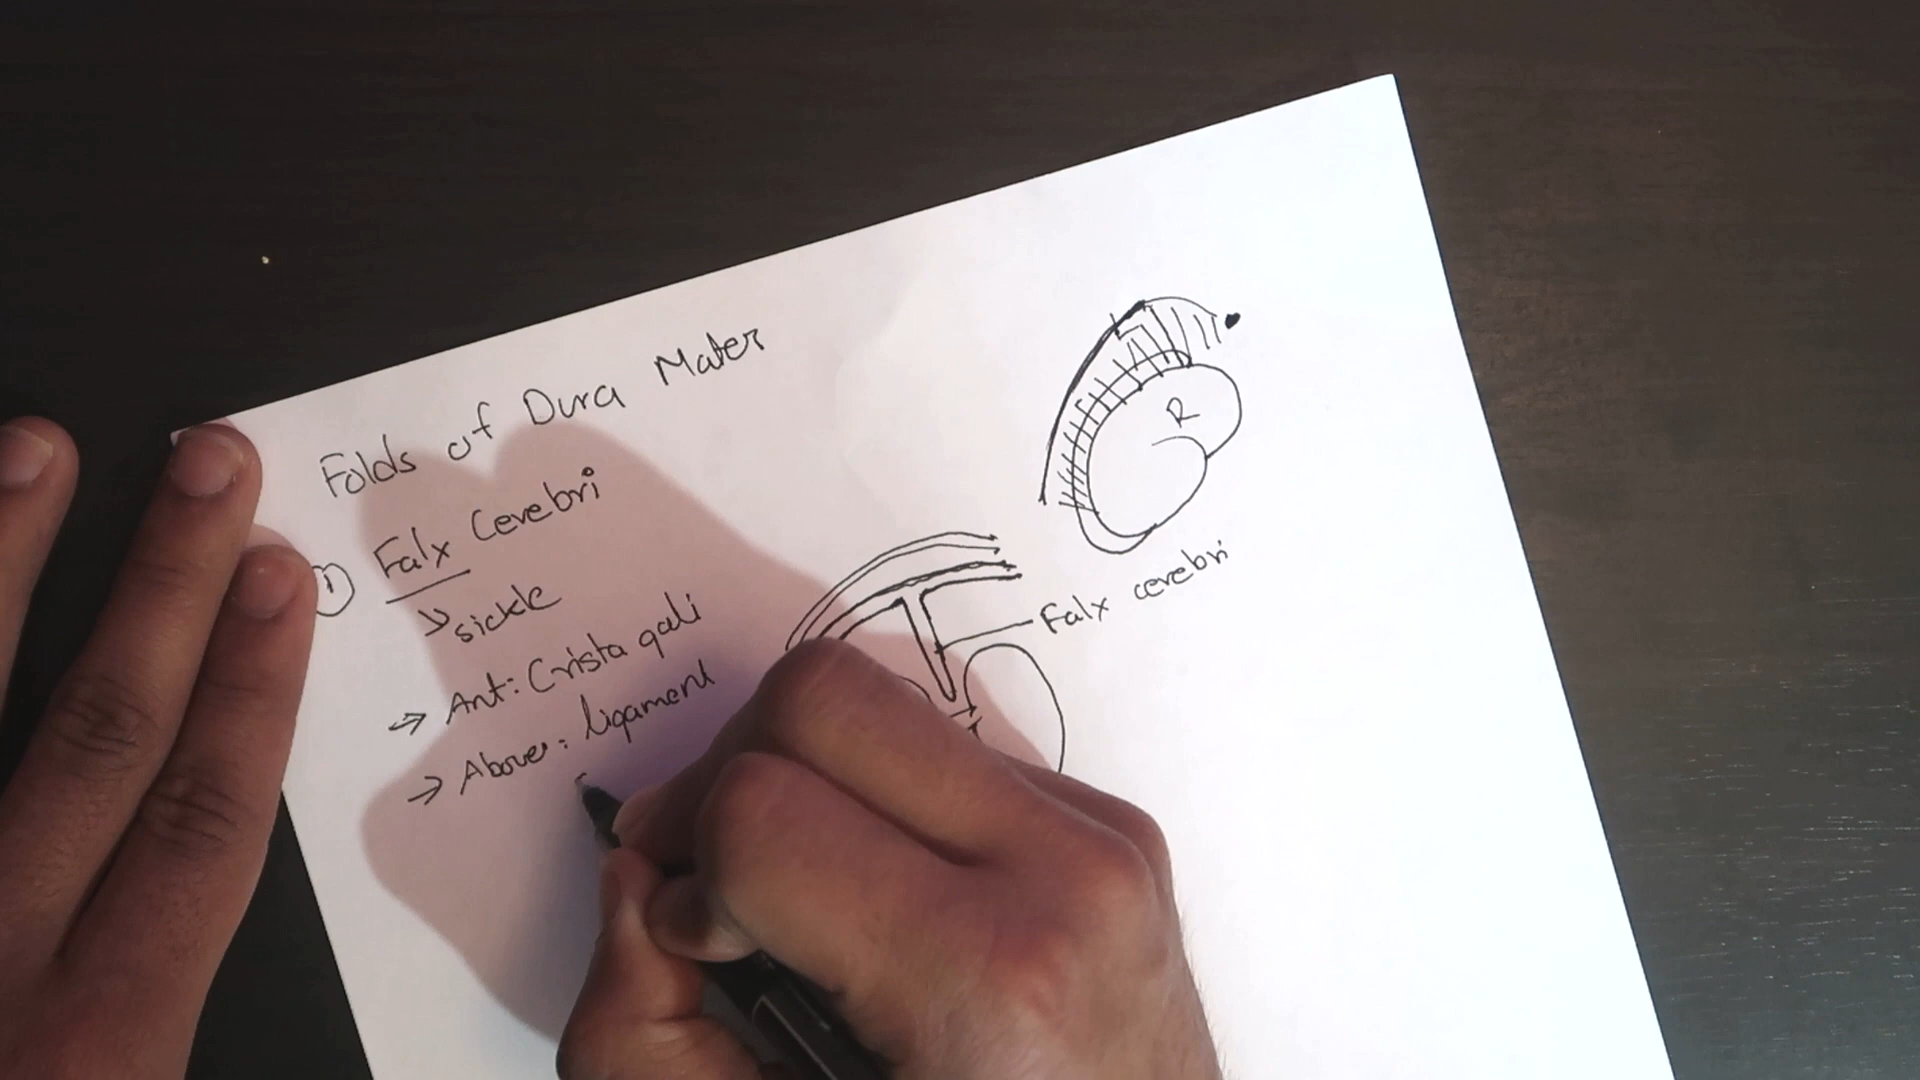 Folds of Dura Mater
① Falx Cerebri
↘ sickle
→ Ant: Crista gali
→ Above: ligament
R
Falx cerebri